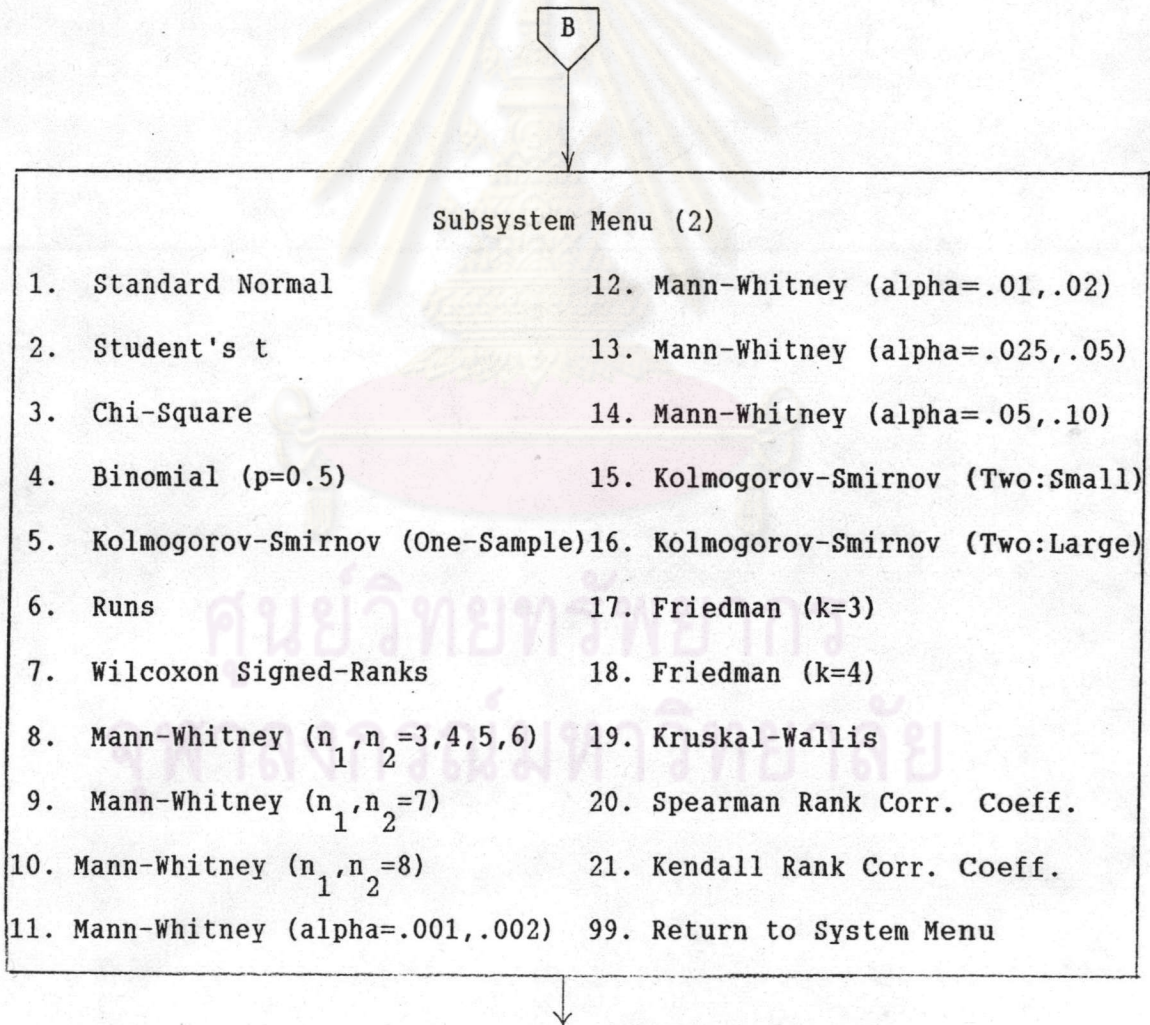 B
Subsystem Menu (2)
1. Standard Normal
2. Student's t
3. Chi-Square
4. Binomial (p=0.5)
5. Kolmogorov-Smirnov (One-Sample)
6. Runs
7. Wilcoxon Signed-Ranks
8. Mann-Whitney (n₁,n₂=3,4,5,6)
9. Mann-Whitney (n₁,n₂=7)
10. Mann-Whitney (n₁,n₂=8)
11. Mann-Whitney (alpha=.001,.002)
12. Mann-Whitney (alpha=.01,.02)
13. Mann-Whitney (alpha=.025,.05)
14. Mann-Whitney (alpha=.05,.10)
15. Kolmogorov-Smirnov (Two:Small)
16. Kolmogorov-Smirnov (Two:Large)
17. Friedman (k=3)
18. Friedman (k=4)
19. Kruskal-Wallis
20. Spearman Rank Corr. Coeff.
21. Kendall Rank Corr. Coeff.
99. Return to System Menu
ศูนย์วิทยทรัพยากร
จุฬาลงกรณ์มหาวิทยาลัย